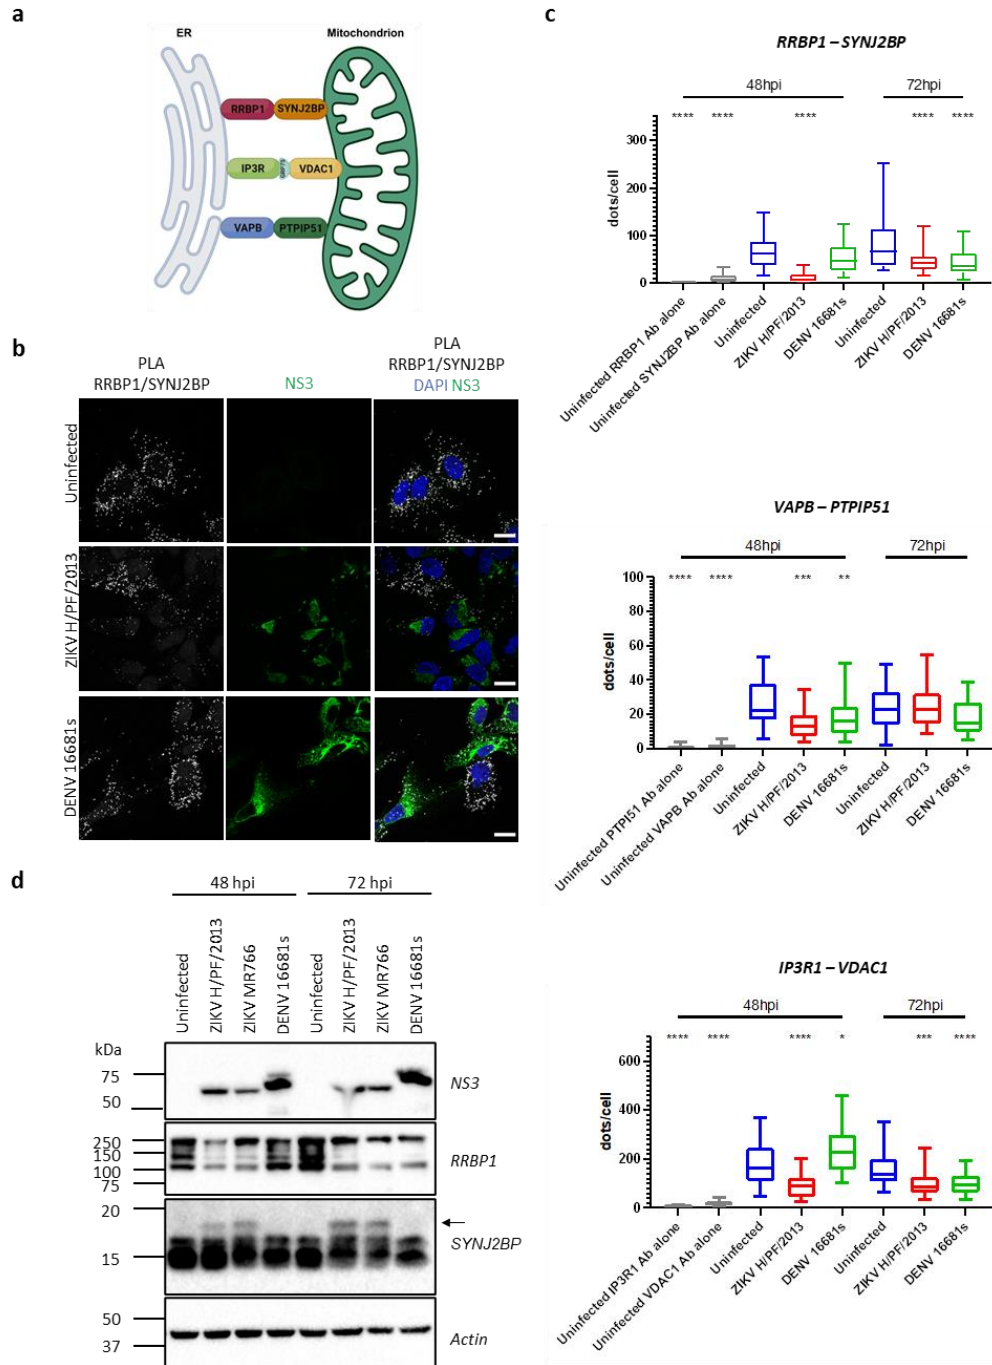 a
ER
Mitochondrion
RRBP1
SYNJ2BP
IP3R
VDAC1
VAPB
PTPIP51
b
PLA
RRBP1/SYNJ2BP
NS3
PLA
RRBP1/SYNJ2BP
DAPI NS3
Uninfected
ZIKV H/PF/2013
DENV 16681s
c
RRBP1 – SYNJ2BP
48hpi
72hpi
**** **** **** **** ****
dots/cell
300
200
100
0
Uninfected RRBP1 Ab alone
Uninfected SYNJ2BP Ab alone
Uninfected
ZIKV H/PF/2013
DENV 16681s
Uninfected
ZIKV H/PF/2013
DENV 16681s
VAPB – PTPIP51
48hpi
72hpi
**** **** *** **
dots/cell
100
80
60
40
20
0
Uninfected PTPI51 Ab alone
Uninfected VAPB Ab alone
Uninfected
ZIKV H/PF/2013
DENV 16681s
Uninfected
ZIKV H/PF/2013
DENV 16681s
IP3R1 – VDAC1
48hpi
72hpi
**** **** **** * *** ****
dots/cell
600
400
200
0
Uninfected IP3R1 Ab alone
Uninfected VDAC1 Ab alone
Uninfected
ZIKV H/PF/2013
DENV 16681s
Uninfected
ZIKV H/PF/2013
DENV 16681s
d
48 hpi
72 hpi
Uninfected
ZIKV H/PF/2013
ZIKV MR766
DENV 16681s
Uninfected
ZIKV H/PF/2013
ZIKV MR766
DENV 16681s
kDa
75
50
NS3
250
150
100
75
RRBP1
20
15
SYNJ2BP
50
37
Actin